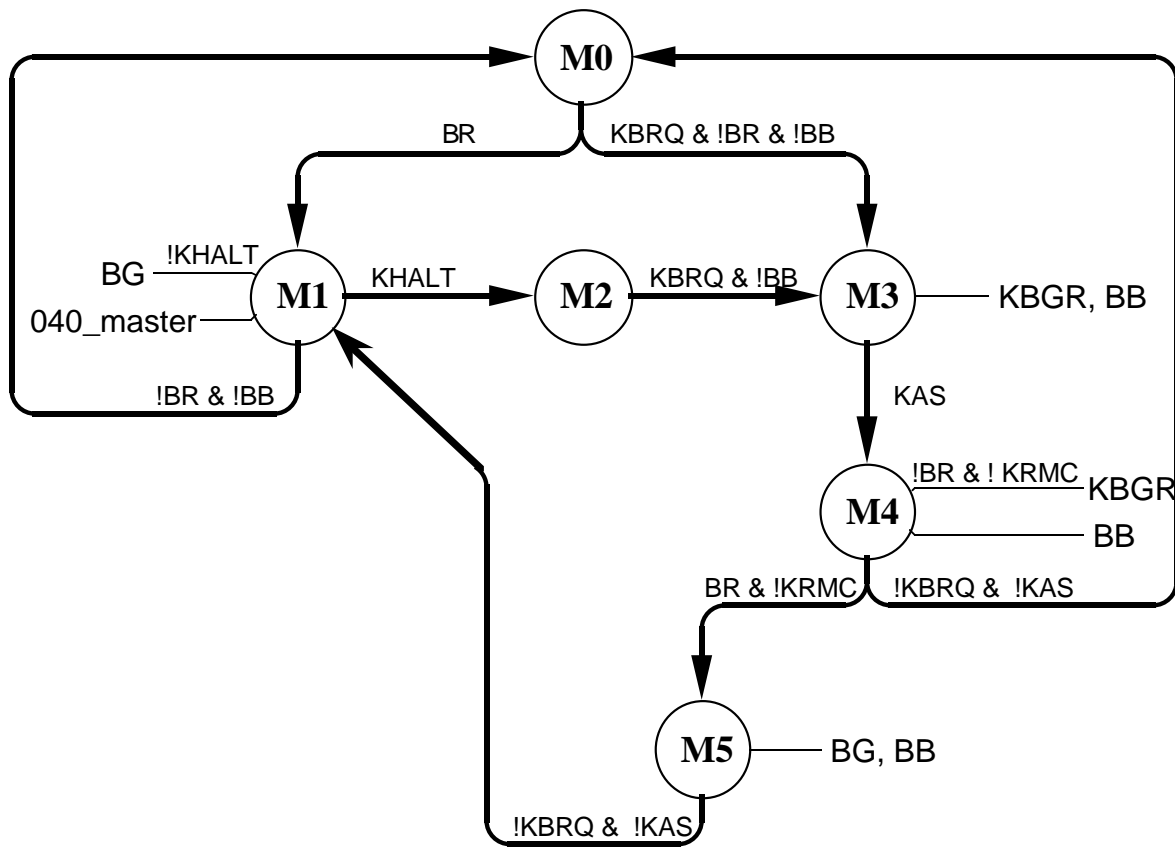 M0
BR
KBRQ & !BR & !BB
!KHALT
BG
M1
KHALT
M2
KBRQ & !BB
M3
KBGR, BB
040_master
!BR & !BB
KAS
!BR & ! KRMC
KBGR
M4
BB
BR & !KRMC
!KBRQ & !KAS
M5
BG, BB
!KBRQ & !KAS